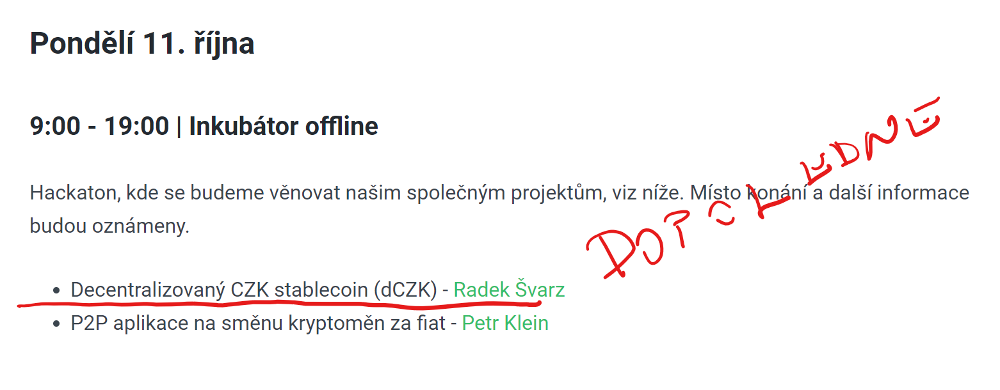 Pondělí 11. října
9:00 - 19:00 | Inkubátor offline
Hackaton, kde se budeme věnovat našim společným projektům, viz níže. Místo konání a další informace
budou oznámeny.
DOPOLEDNE
Decentralizovaný CZK stablecoin (dCZK) - Radek Švarz
P2P aplikace na směnu kryptoměn za fiat - Petr Klein